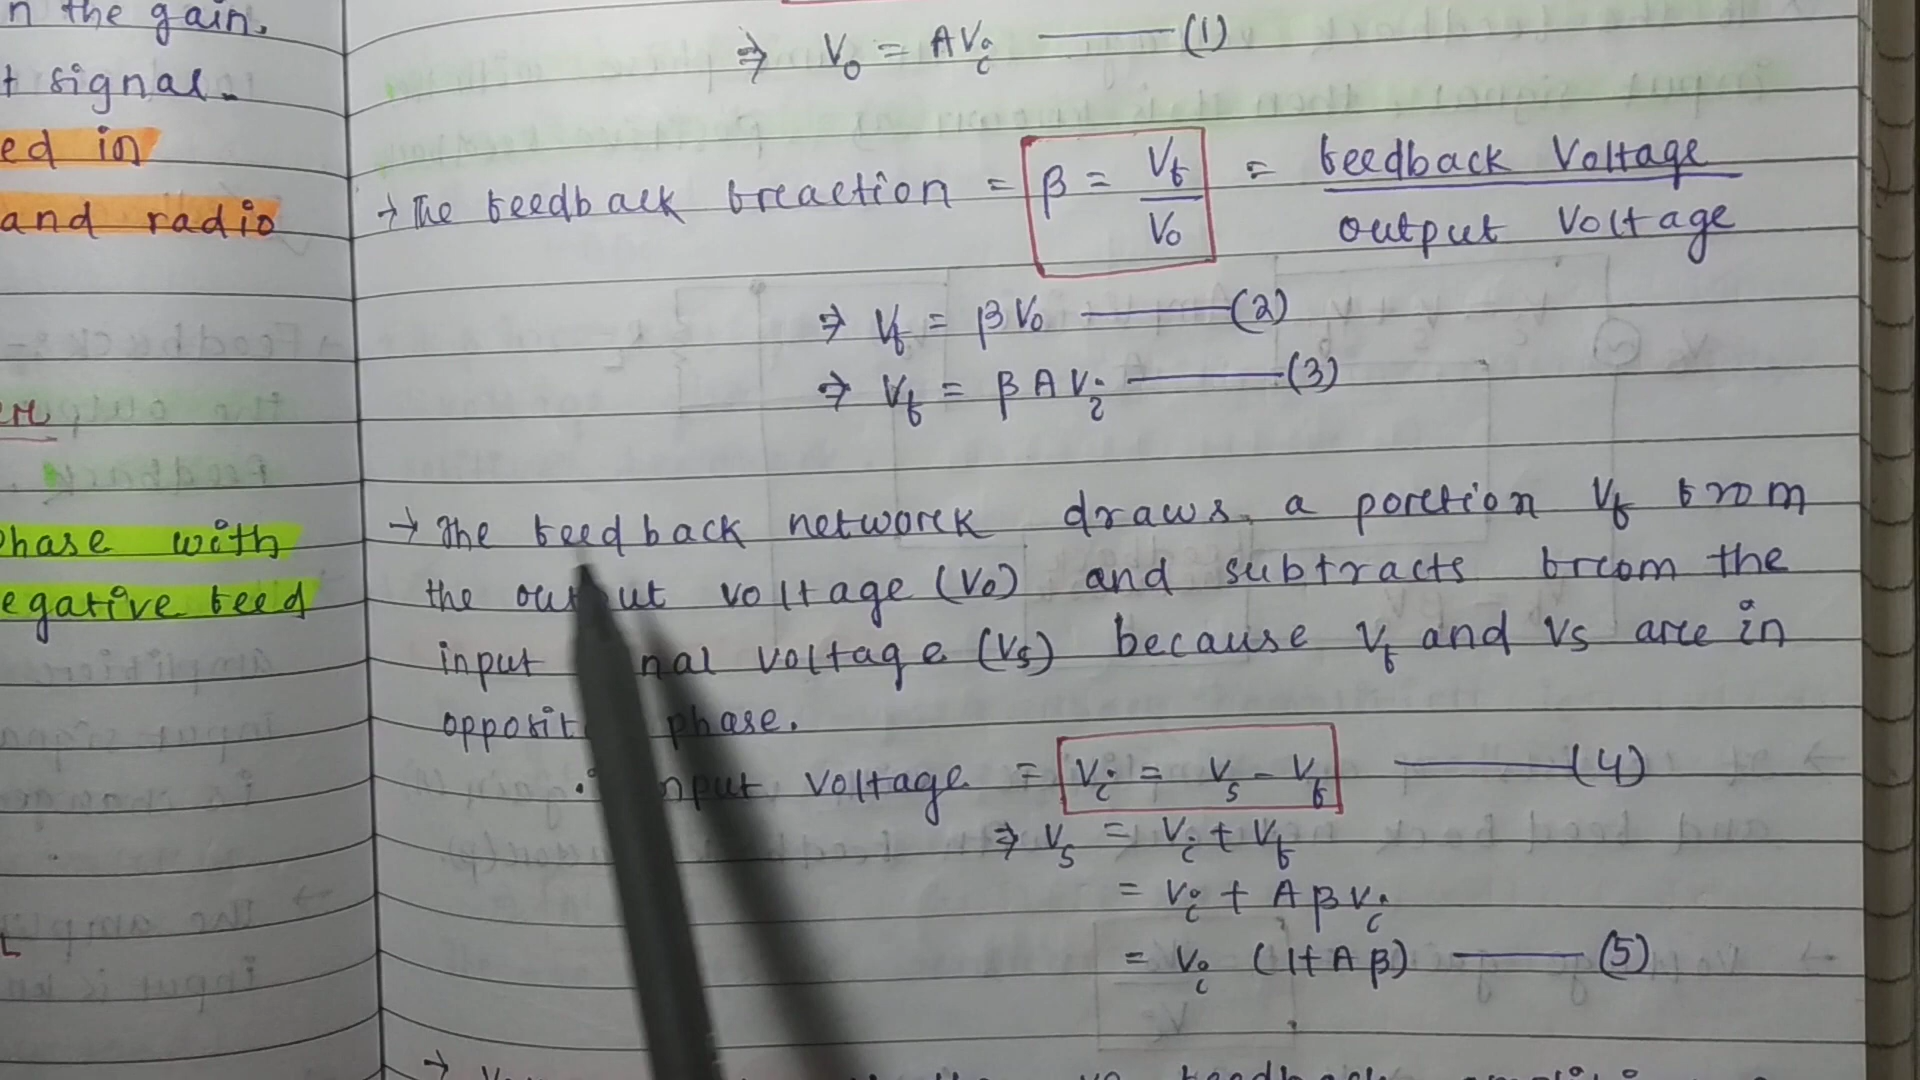 n the gain.
t signal.
ed in
and radio
phase with
egative feed
⇒ V₀ = AVi —— (1)
→ The feedback fraction = β = Vf/V₀ = feedback Voltage / output Voltage
⇒ Vf = βV₀ —— (2)
⇒ Vf = βAVi —— (3)
→ The feedback network draws a portion Vf from
the output voltage (V₀) and subtracts from the
input nal voltage (Vs) because Vf and Vs are in
opposit phase.
nput voltage = Vi = Vs - Vf —— (4)
⇒ Vs = Vi + Vf
= Vi + AβVi
= Vi (1+Aβ) —— (5)